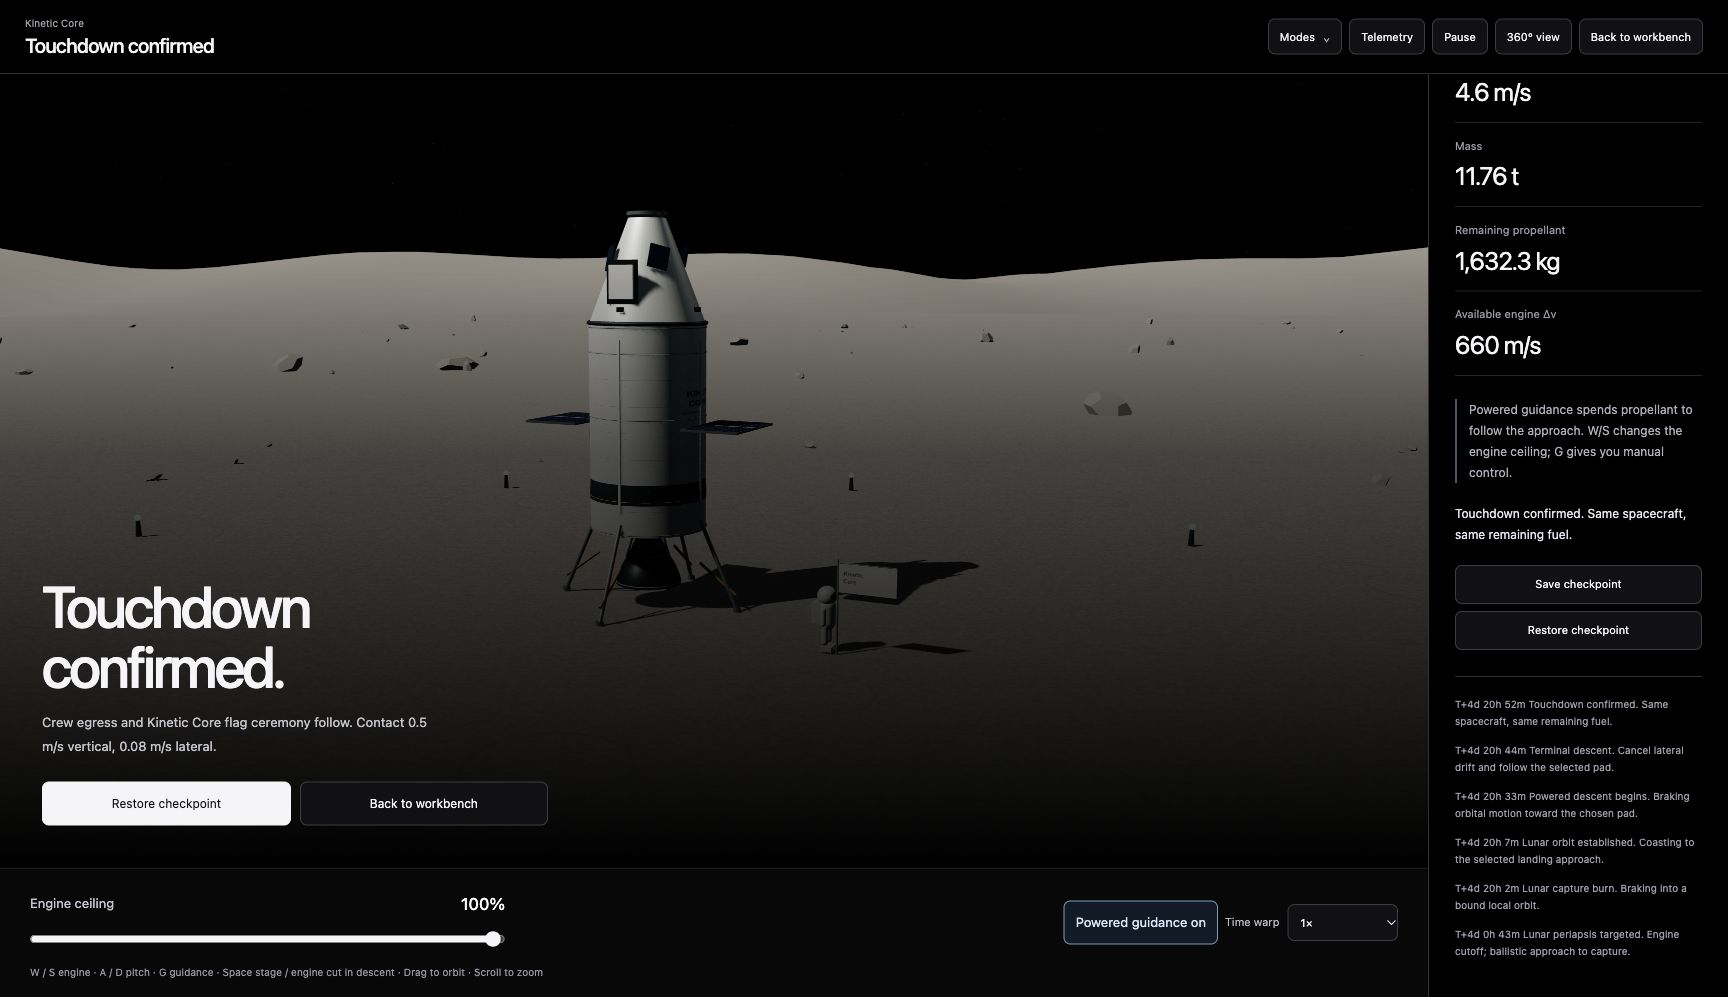 Kinetic Core
Touchdown confirmed
Modes
Telemetry
Pause
360° view
Back to workbench
4.6 m/s
Mass
11.76 t
Remaining propellant
1,632.3 kg
Available engine Δv
660 m/s
Powered guidance spends propellant to
follow the approach. W/S changes the
engine ceiling; G gives you manual
control.
Touchdown confirmed. Same spacecraft,
same remaining fuel.
Save checkpoint
Restore checkpoint
T+4d 20h 52m Touchdown confirmed. Same
spacecraft, same remaining fuel.
T+4d 20h 44m Terminal descent. Cancel lateral
drift and follow the selected pad.
T+4d 20h 33m Powered descent begins. Braking
orbital motion toward the chosen pad.
T+4d 20h 7m Lunar orbit established. Coasting to
the selected landing approach.
T+4d 20h 2m Lunar capture burn. Braking into a
bound local orbit.
T+4d 0h 43m Lunar periapsis targeted. Engine
cutoff; ballistic approach to capture.
Kinetic
Core
Touchdown
confirmed.
Crew egress and Kinetic Core flag ceremony follow. Contact 0.5
m/s vertical, 0.08 m/s lateral.
Restore checkpoint
Back to workbench
Engine ceiling
100%
W / S engine · A / D pitch · G guidance · Space stage / engine cut in descent · Drag to orbit · Scroll to zoom
Powered guidance on
Time warp
1×